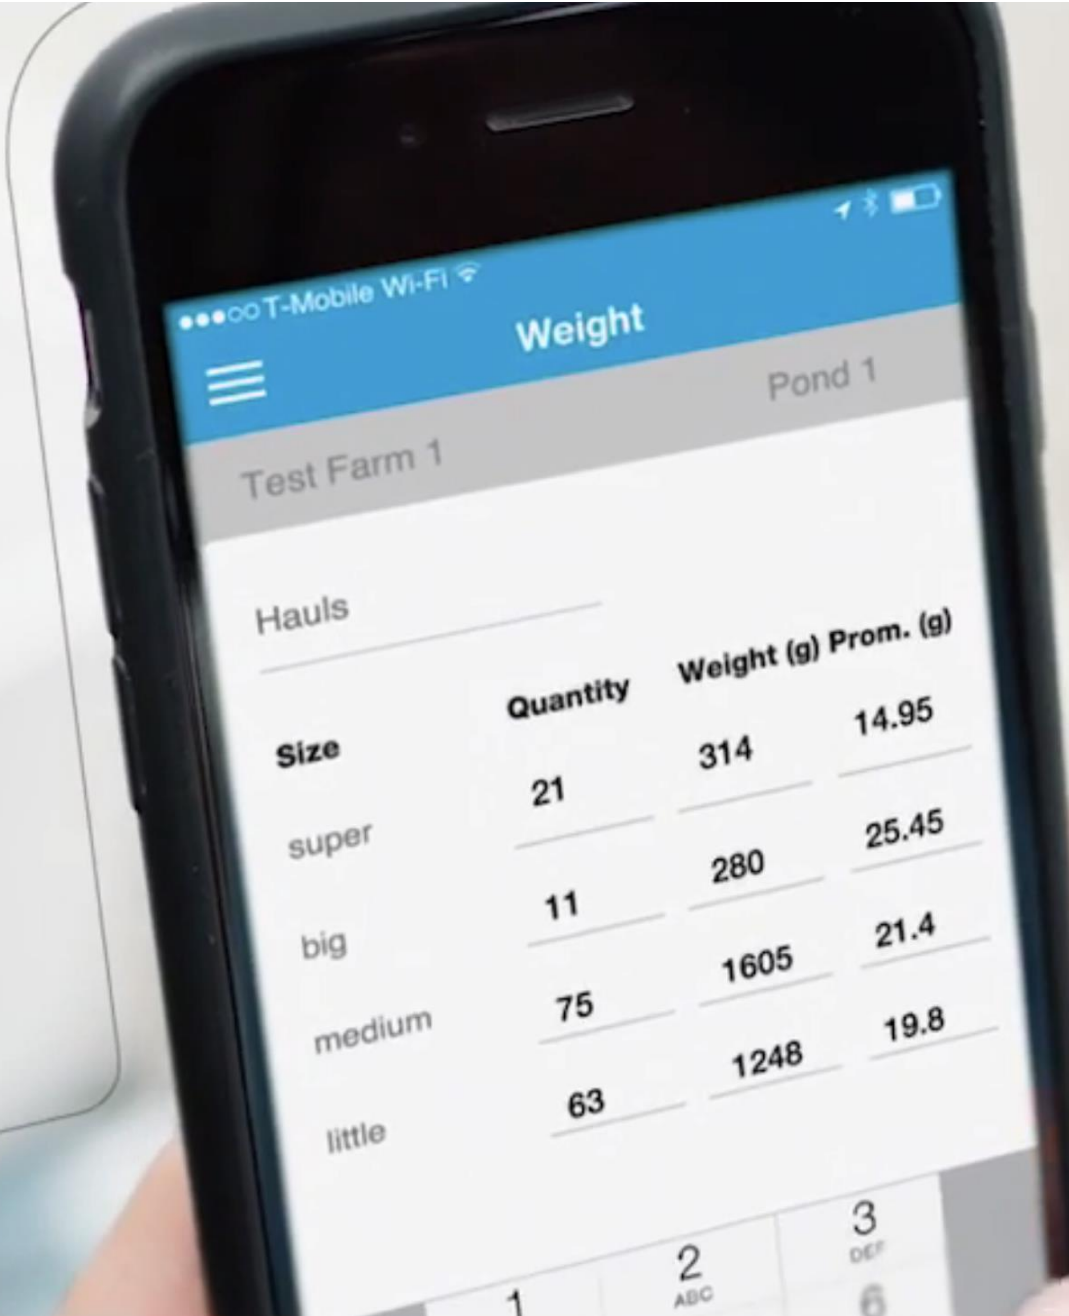 T-Mobile Wi-Fi
Weight
Test Farm 1 Pond 1
Hauls
Size Quantity Weight (g) Prom. (g)
super 21 314 14.95
big 11 280 25.45
medium 75 1605 21.4
little 63 1248 19.8
1 2 3
ABC DEF
6